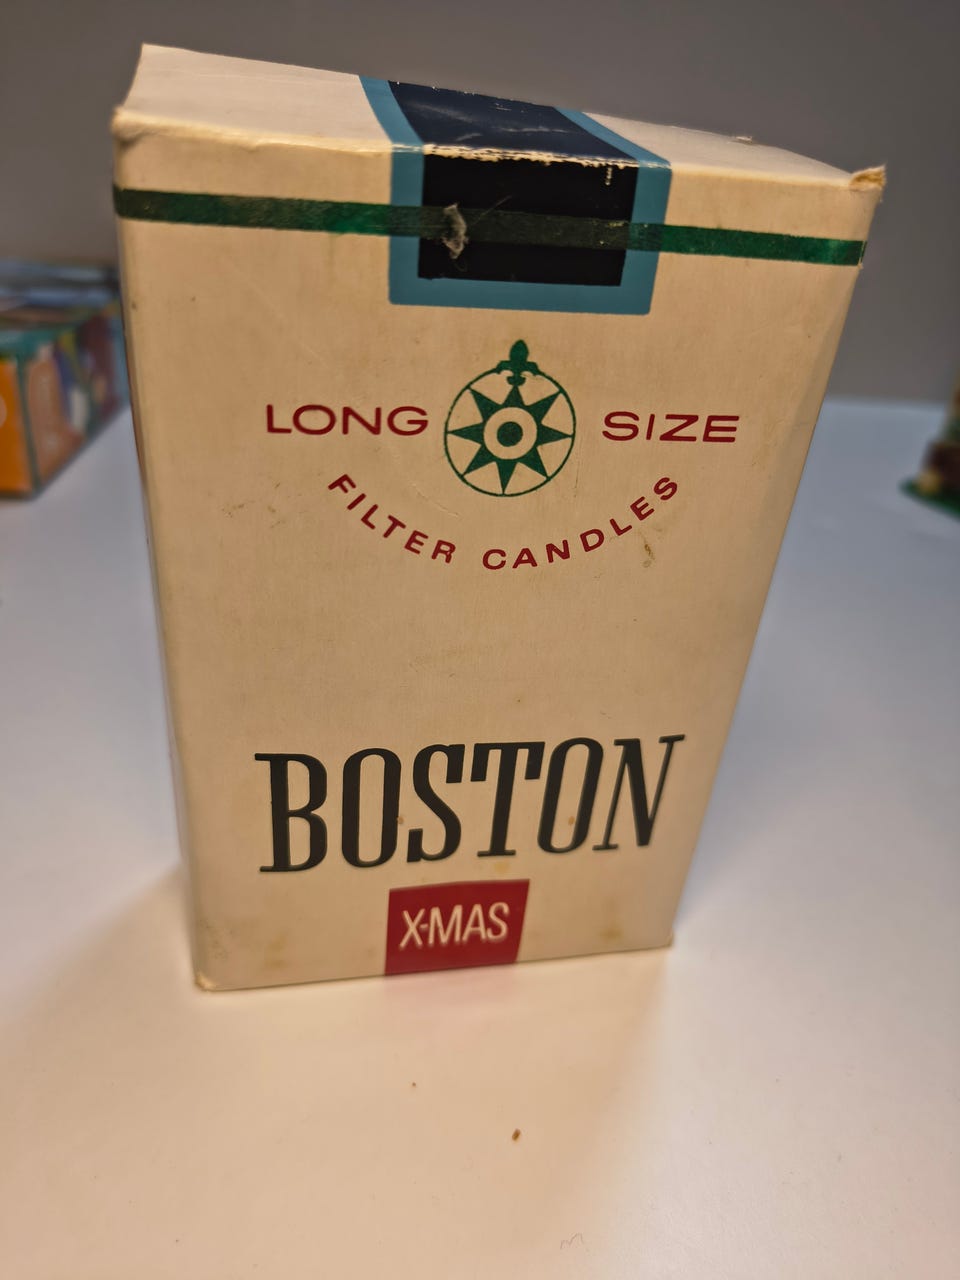 LONG SIZE
FILTER CANDLES
BOSTON
X-MAS